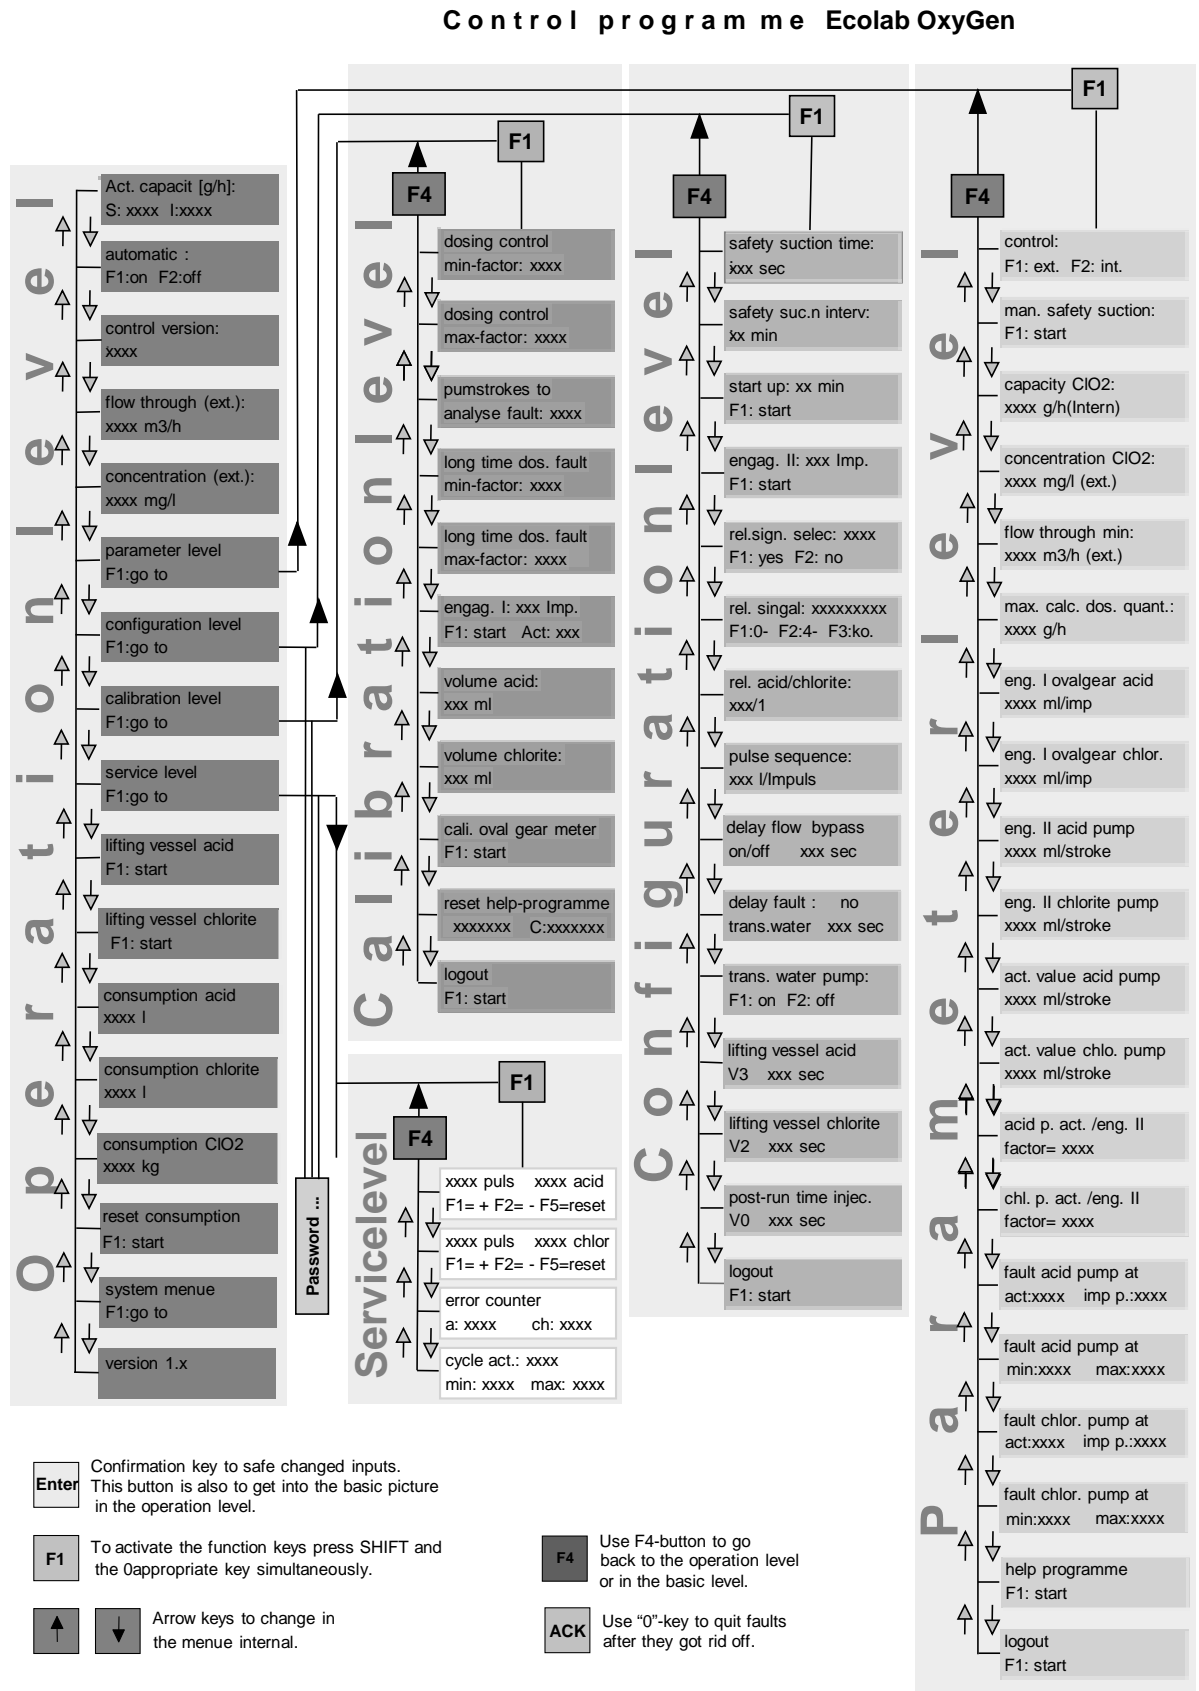 Control programme Ecolab OxyGen
Operationlevel
Act. capacit [g/h]:
S: xxxx I:xxxx
automatic :
F1:on F2:off
control version:
xxxx
flow through (ext.):
xxxx m3/h
concentration (ext.):
xxxx mg/l
parameter level
F1:go to
configuration level
F1:go to
calibration level
F1:go to
service level
F1:go to
lifting vessel acid
F1: start
lifting vessel chlorite
F1: start
consumption acid
xxxx l
consumption chlorite
xxxx l
consumption ClO2
xxxx kg
reset consumption
F1: start
system menue
F1:go to
version 1.x
Password ...
Calibrationlevel
F1
F4
dosing control
min-factor: xxxx
dosing control
max-factor: xxxx
pumstrokes to
analyse fault: xxxx
long time dos. fault
min-factor: xxxx
long time dos. fault
max-factor: xxxx
engag. I: xxx Imp.
F1: start Act: xxx
volume acid:
xxx ml
volume chlorite:
xxx ml
cali. oval gear meter
F1: start
reset help-programme
xxxxxxx C:xxxxxxx
logout
F1: start
Servicelevel
F1
F4
xxxx puls xxxx acid
F1= + F2= - F5=reset
xxxx puls xxxx chlor
F1= + F2= - F5=reset
error counter
a: xxxx ch: xxxx
cycle act.: xxxx
min: xxxx max: xxxx
Configurationlevel
F1
F4
safety suction time:
xxx sec
safety suc.n interv:
xx min
start up: xx min
F1: start
engag. II: xxx Imp.
F1: start
rel.sign. selec: xxxx
F1: yes F2: no
rel. singal: xxxxxxxxx
F1:0- F2:4- F3:ko.
rel. acid/chlorite:
xxx/1
pulse sequence:
xxx l/Impuls
delay flow bypass
on/off xxx sec
delay fault : no
trans.water xxx sec
trans. water pump:
F1: on F2: off
lifting vessel acid
V3 xxx sec
lifting vessel chlorite
V2 xxx sec
post-run time injec.
V0 xxx sec
logout
F1: start
Parameterlevel
F1
F4
control:
F1: ext. F2: int.
man. safety suction:
F1: start
capacity ClO2:
xxxx g/h(Intern)
concentration ClO2:
xxxx mg/l (ext.)
flow through min:
xxxx m3/h (ext.)
max. calc. dos. quant.:
xxxx g/h
eng. I ovalgear acid
xxxx ml/imp
eng. I ovalgear chlor.
xxxx ml/imp
eng. II acid pump
xxxx ml/stroke
eng. II chlorite pump
xxxx ml/stroke
act. value acid pump
xxxx ml/stroke
act. value chlo. pump
xxxx ml/stroke
acid p. act. /eng. II
factor= xxxx
chl. p. act. /eng. II
factor= xxxx
fault acid pump at
act:xxxx imp p.:xxxx
fault acid pump at
min:xxxx max:xxxx
fault chlor. pump at
act:xxxx imp p.:xxxx
fault chlor. pump at
min:xxxx max:xxxx
help programme
F1: start
logout
F1: start
Enter
Confirmation key to safe changed inputs.
This button is also to get into the basic picture
in the operation level.
F1
To activate the function keys press SHIFT and
the 0appropriate key simultaneously.
Arrow keys to change in
the menue internal.
F4
Use F4-button to go
back to the operation level
or in the basic level.
ACK
Use “0”-key to quit faults
after they got rid off.